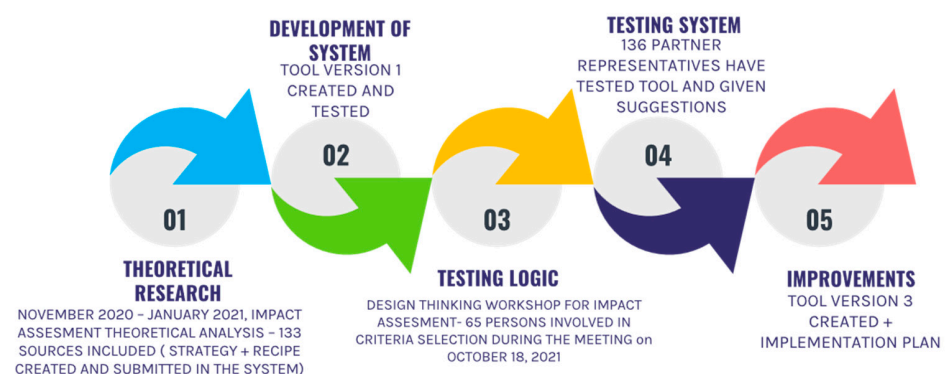 01
THEORETICAL
RESEARCH
NOVEMBER 2020 – JANUARY 2021, IMPACT
ASSESMENT THEORETICAL ANALYSIS – 133
SOURCES INCLUDED ( STRATEGY + RECIPE
CREATED AND SUBMITTED IN THE SYSTEM)
DEVELOPMENT OF
SYSTEM
TOOL VERSION 1
CREATED AND
TESTED
02
03
TESTING LOGIC
DESIGN THINKING WORKSHOP FOR IMPACT
ASSESMENT- 65 PERSONS INVOLVED IN
CRITERIA SELECTION DURING THE MEETING on
OCTOBER 18, 2021
TESTING SYSTEM
136 PARTNER
REPRESENTATIVES HAVE
TESTED TOOL AND GIVEN
SUGGESTIONS
04
05
IMPROVEMENTS
TOOL VERSION 3
CREATED +
IMPLEMENTATION PLAN